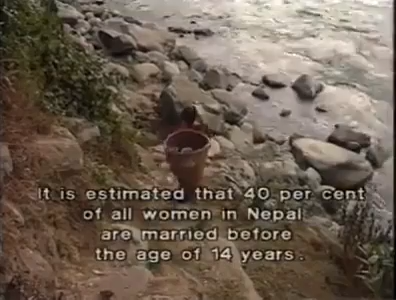 It is estimated that 40 per cent
of all women in Nepal
are married before
the age of 14 years.